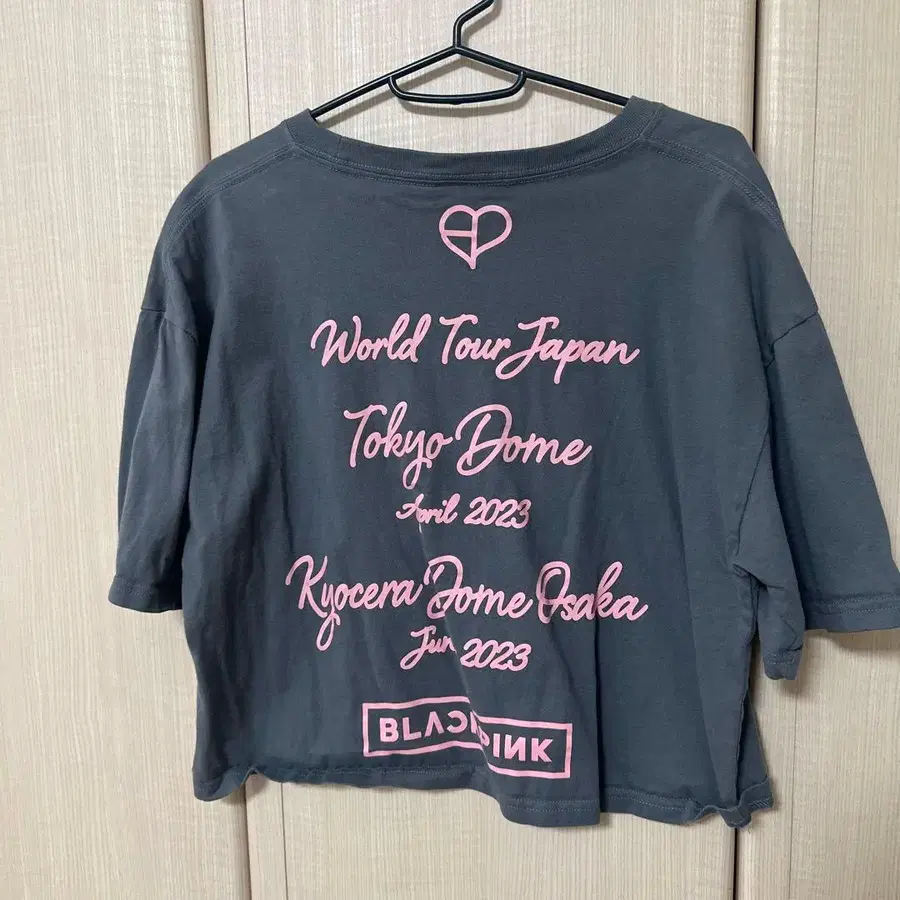 World Tour Japan
Tokyo Dome
April 2023
Kyocera Dome Osaka
Jun 2023
BLACKPINK